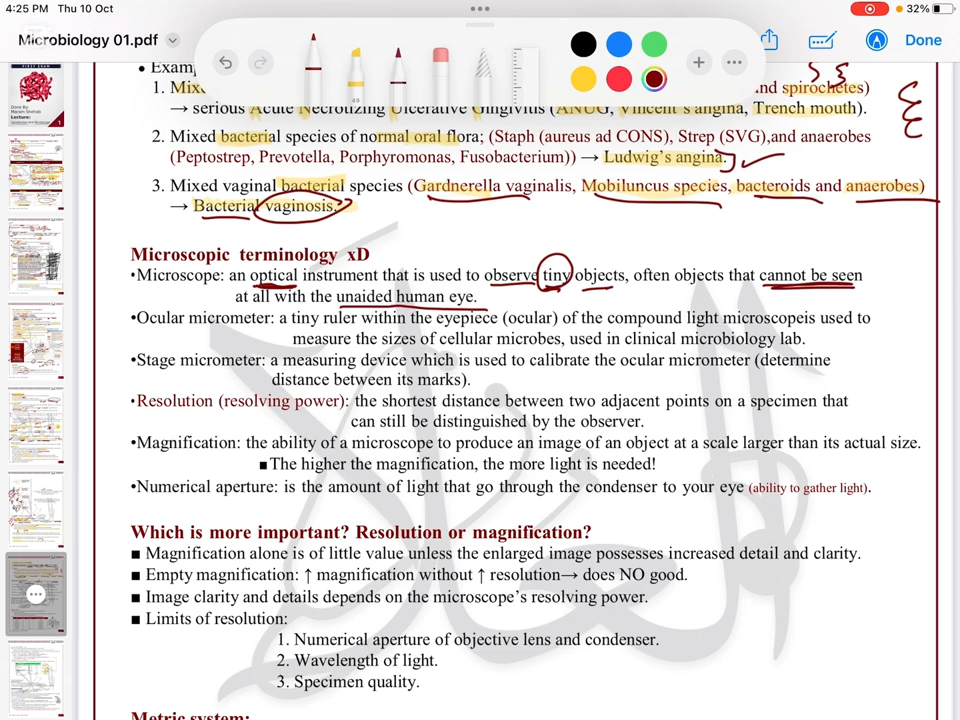 4:25 PM Thu 10 Oct
32%
Microbiology 01.pdf
Done
• Exam
1. Mixe nd spirochetes)
→ serious Acute Necrotizing Ulcerative Gingivitis (ANUG, Vincent's angina, Trench mouth).
2. Mixed bacterial species of normal oral flora; (Staph (aureus ad CONS), Strep (SVG),and anaerobes
(Peptostrep, Prevotella, Porphyromonas, Fusobacterium)) → Ludwig's angina.
3. Mixed vaginal bacterial species (Gardnerella vaginalis, Mobiluncus species, bacteroids and anaerobes)
→ Bacterial vaginosis.
Microscopic terminology xD
•Microscope: an optical instrument that is used to observe tiny objects, often objects that cannot be seen
at all with the unaided human eye.
•Ocular micrometer: a tiny ruler within the eyepiece (ocular) of the compound light microscopeis used to
measure the sizes of cellular microbes, used in clinical microbiology lab.
•Stage micrometer: a measuring device which is used to calibrate the ocular micrometer (determine
distance between its marks).
•Resolution (resolving power): the shortest distance between two adjacent points on a specimen that
can still be distinguished by the observer.
•Magnification: the ability of a microscope to produce an image of an object at a scale larger than its actual size.
■The higher the magnification, the more light is needed!
•Numerical aperture: is the amount of light that go through the condenser to your eye (ability to gather light).
Which is more important? Resolution or magnification?
■ Magnification alone is of little value unless the enlarged image possesses increased detail and clarity.
■ Empty magnification: ↑ magnification without ↑ resolution→ does NO good.
■ Image clarity and details depends on the microscope's resolving power.
■ Limits of resolution:
1. Numerical aperture of objective lens and condenser.
2. Wavelength of light.
3. Specimen quality.
Metric system: